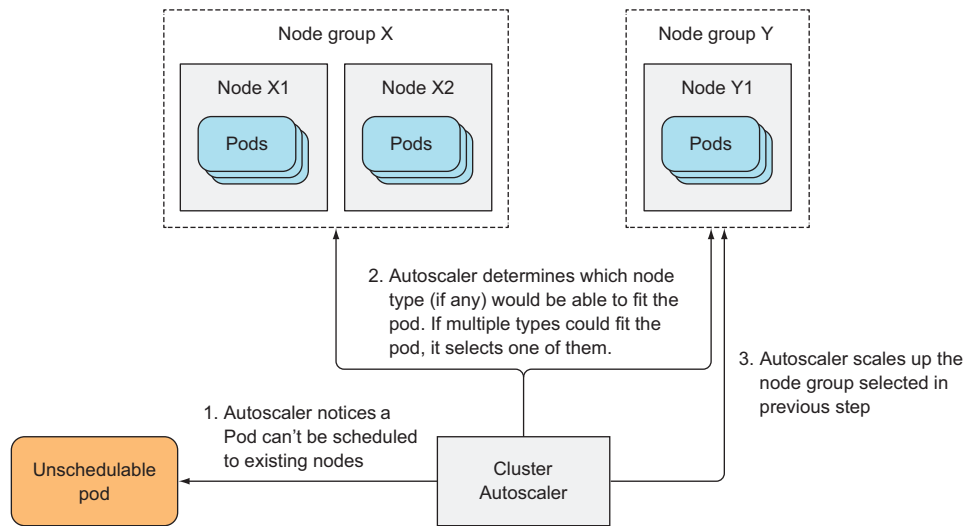 Node group X
Node group Y
Node X1
Node X2
Node Y1
Pods
Pods
Pods
2. Autoscaler determines which node
type (if any) would be able to fit the
pod. If multiple types could fit the
pod, it selects one of them.
3. Autoscaler scales up the
node group selected in
previous step
1. Autoscaler notices a
Pod can't be scheduled
to existing nodes
Unschedulable
pod
Cluster
Autoscaler